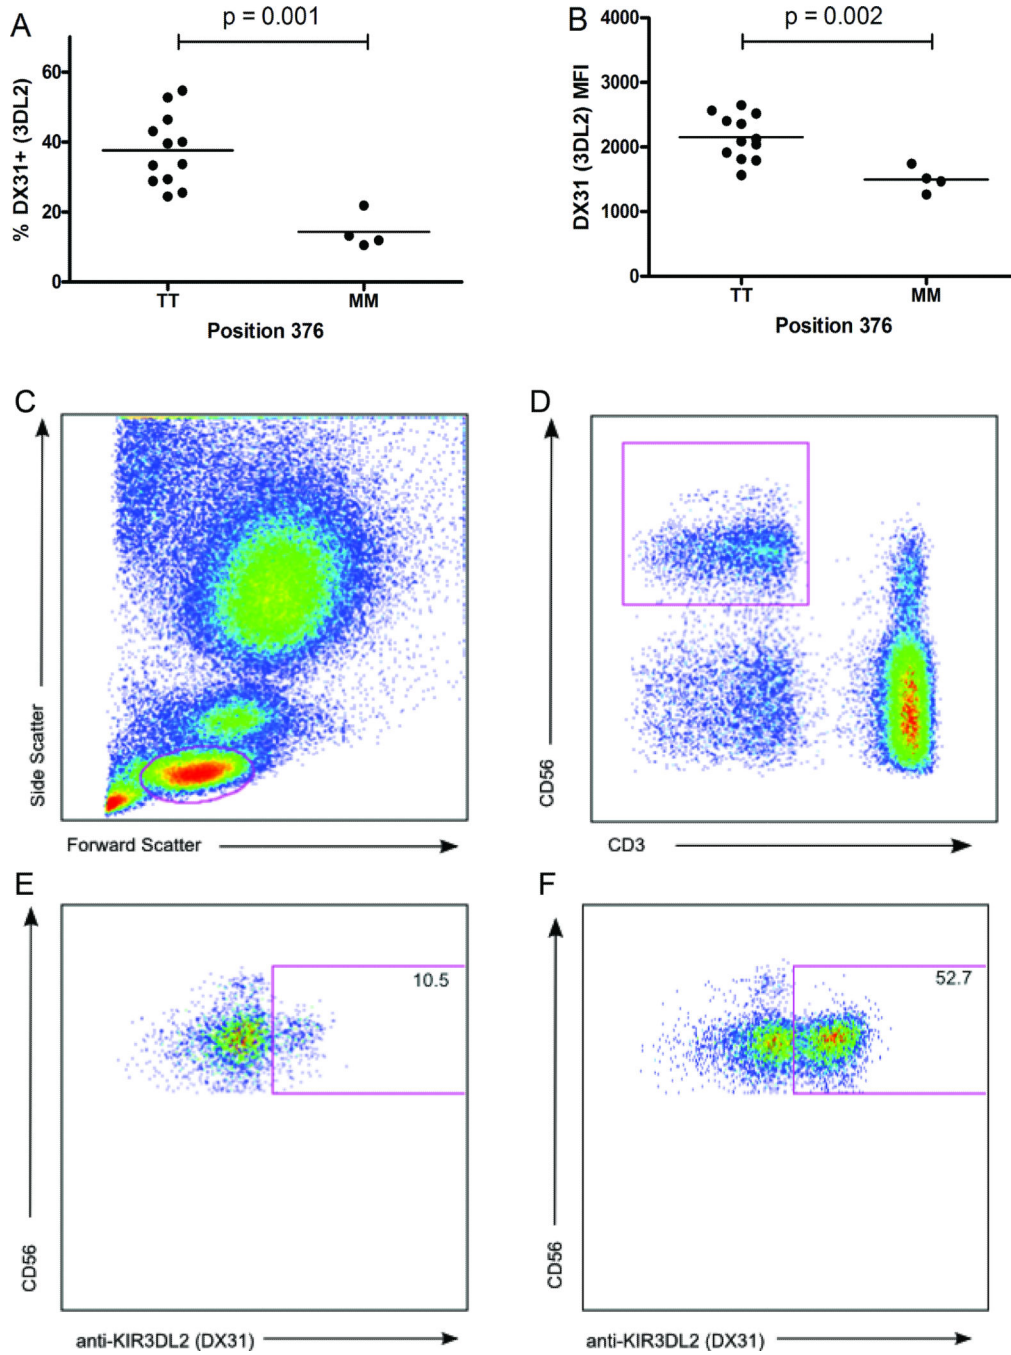 A
p = 0.001
% DX31+ (3DL2)
60
40
20
0
TT
MM
Position 376
B
p = 0.002
DX31 (3DL2) MFI
4000
3000
2000
1000
0
TT
MM
Position 376
C
Side Scatter
Forward Scatter
D
CD56
CD3
E
10.5
CD56
anti-KIR3DL2 (DX31)
F
52.7
CD56
anti-KIR3DL2 (DX31)